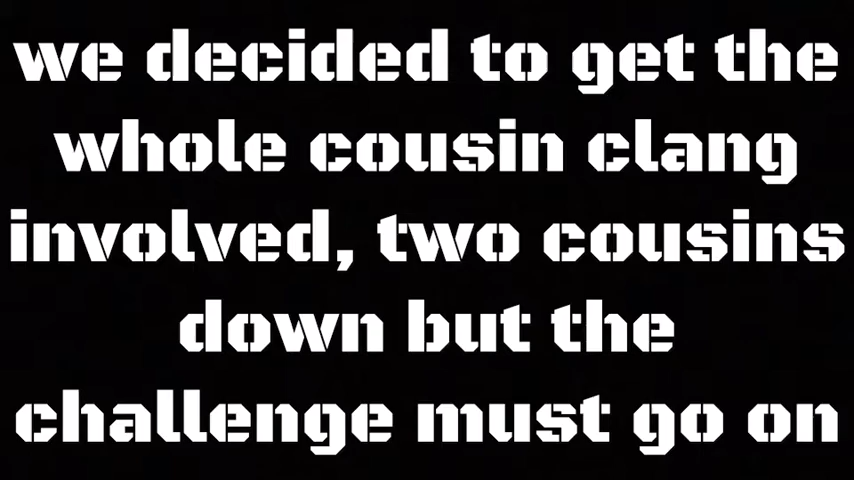 we decided to get the
whole cousin clang
involved, two cousins
down but the
challenge must go on